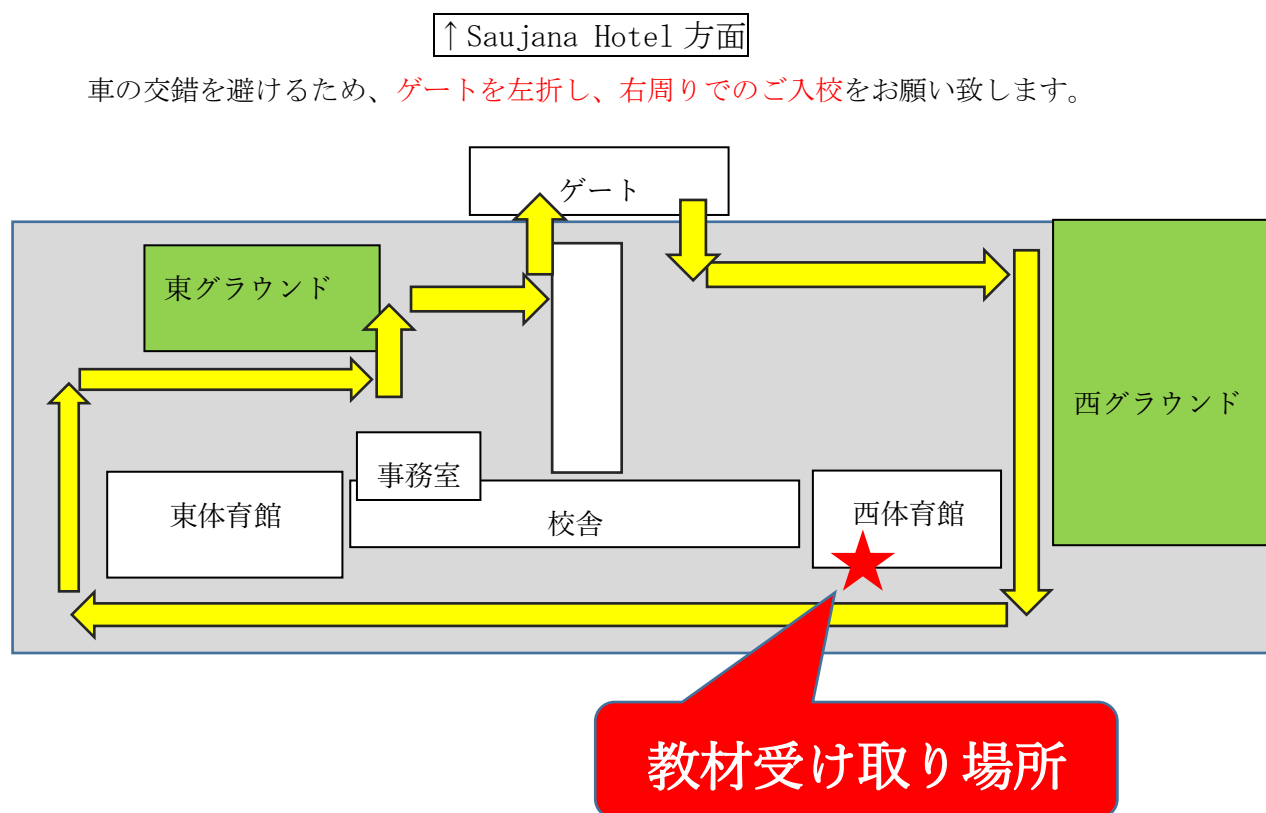 ↑Saujana Hotel 方面
車の交錯を避けるため、ゲートを左折し、右周りでのご入校をお願い致します。
ゲート
東グラウンド
西グラウンド
事務室
東体育館
校舎
西体育館
教材受け取り場所